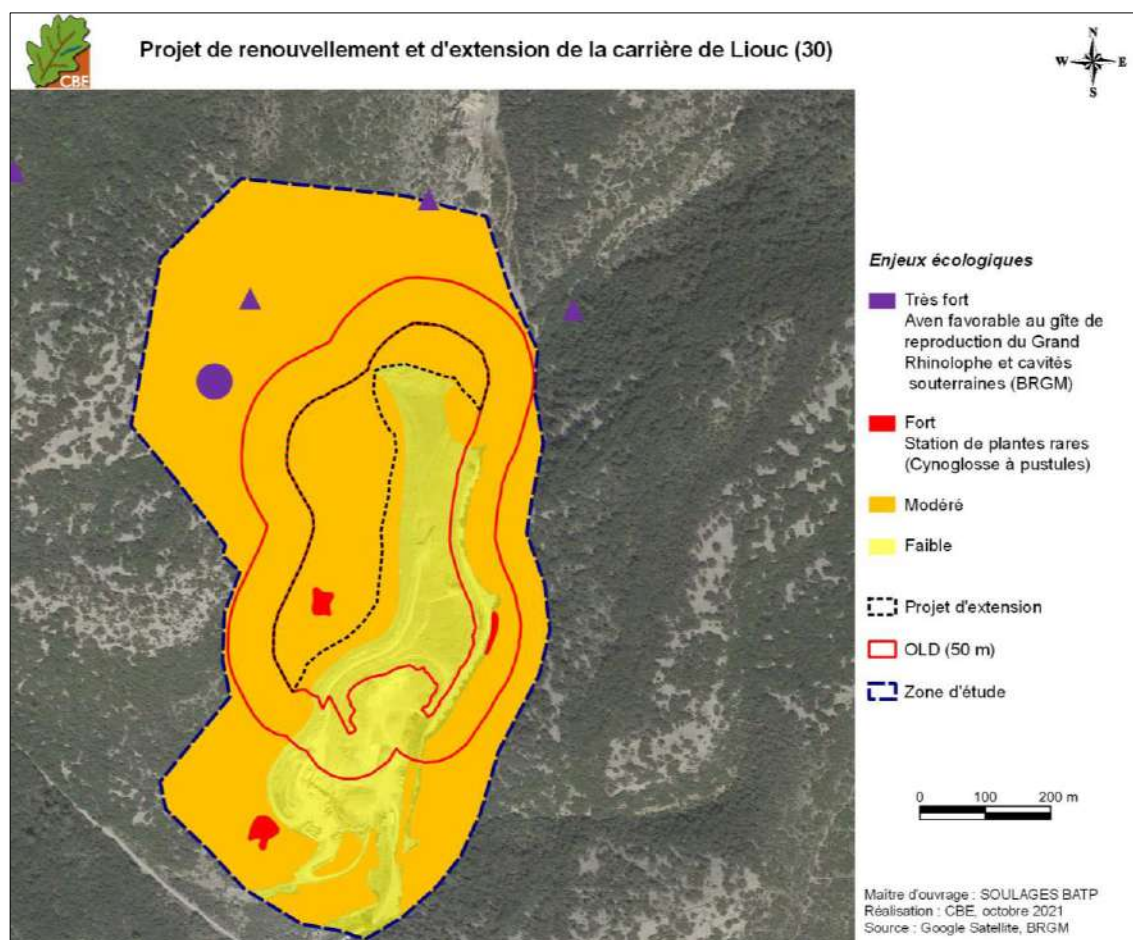 CBE
Projet de renouvellement et d'extension de la carrière de Liouc (30)
N
W E
S
Enjeux écologiques
Très fort
Aven favorable au gîte de
reproduction du Grand
Rhinolophe et cavités
souterraines (BRGM)
Fort
Station de plantes rares
(Cynoglosse à pustules)
Modéré
Faible
Projet d'extension
OLD (50 m)
Zone d'étude
0 100 200 m
Maître d'ouvrage : SOULAGES BATP
Réalisation : CBE, octobre 2021
Source : Google Satellite, BRGM